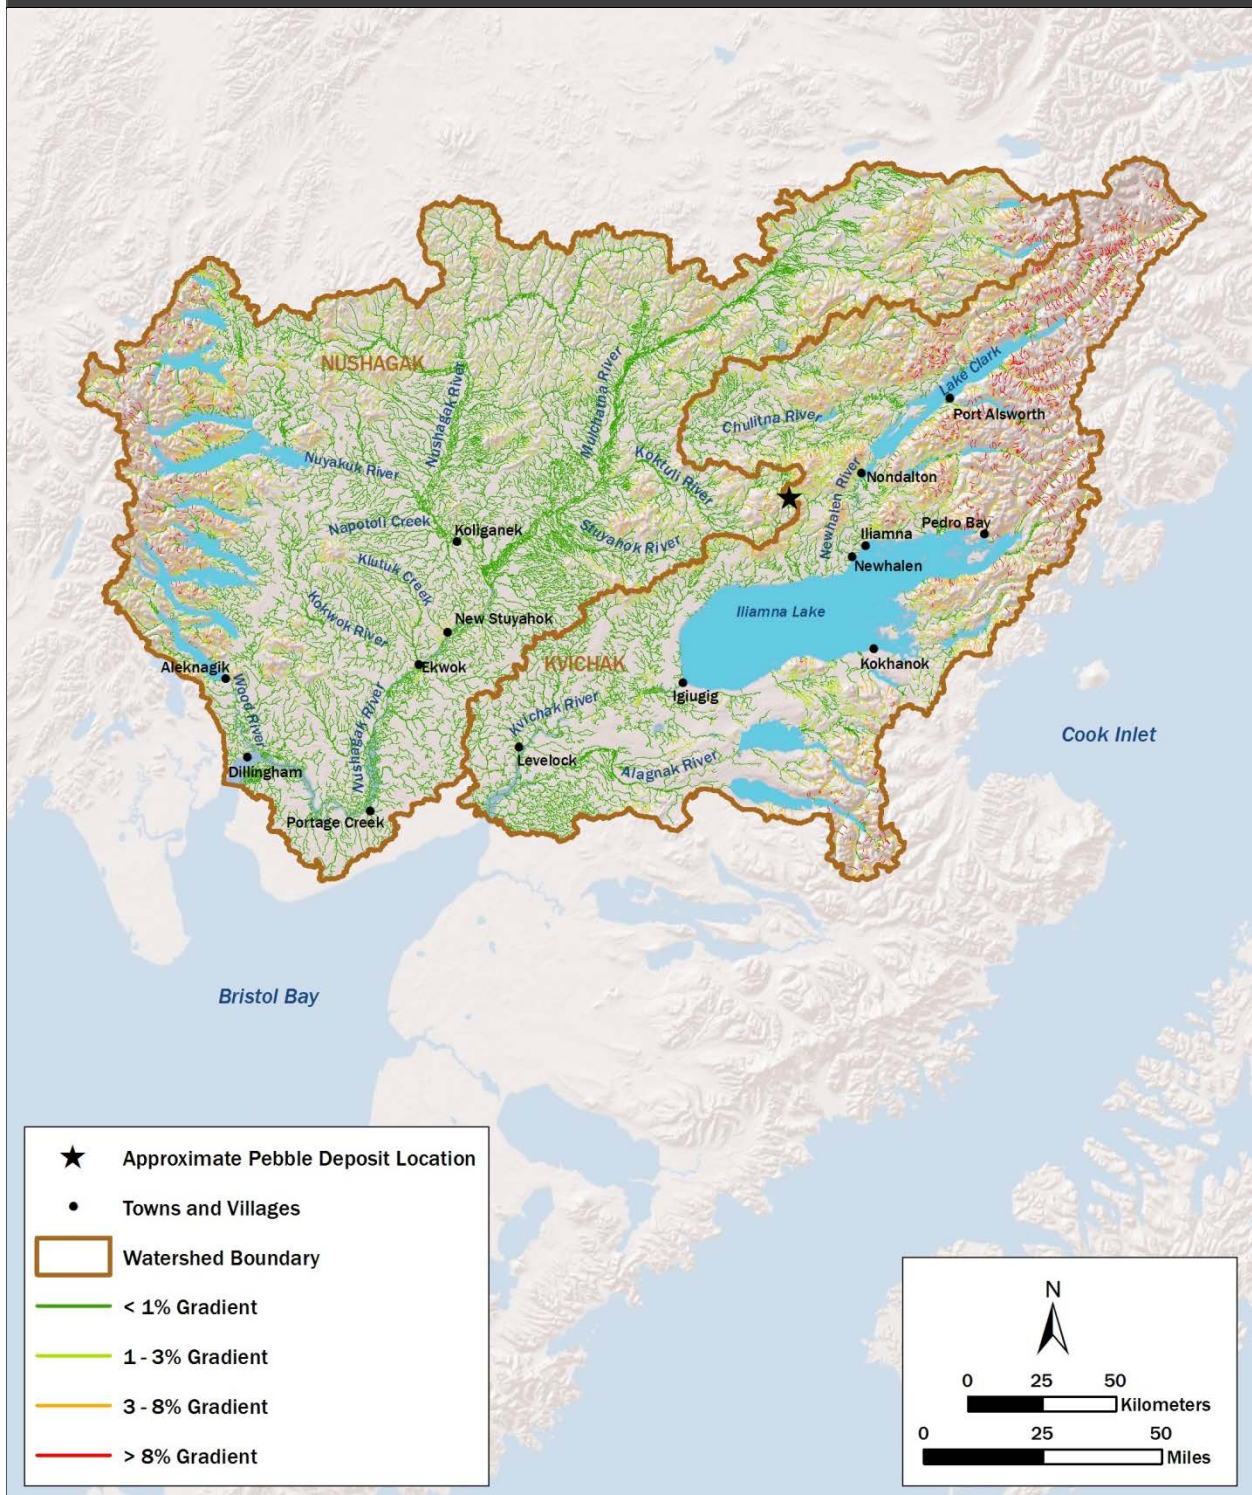 NUSHAGAK
Nushagak River
Mulchatna River
Lake Clark
Port Alsworth
Chulitna River
Nuyakuk River
Koktuli River
Nondalton
Newhalen River
Napotoli Creek
Koliganek
Stuyahok River
Pedro Bay
Iliamna
Newhalen
Klutuk Creek
Kokwok River
Iliamna Lake
New Stuyahok
Kokhanok
KVICHAK
Ekwok
Aleknagik
Igiugig
Wood River
Nushagak River
Kvichak River
Cook Inlet
Levelock
Dillingham
Alagnak River
Portage Creek
Bristol Bay
Approximate Pebble Deposit Location
Towns and Villages
Watershed Boundary
< 1% Gradient
1 - 3% Gradient
3 - 8% Gradient
> 8% Gradient
N
0 25 50
Kilometers
0 25 50
Miles